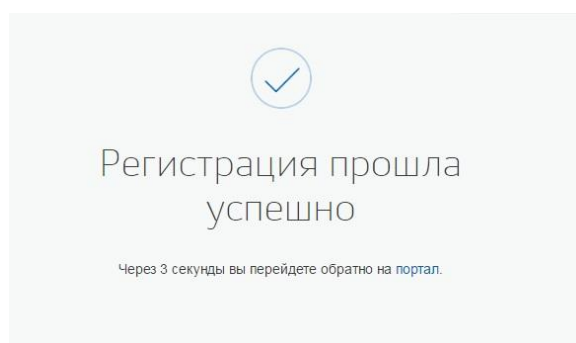 Регистрация прошла
успешно
Через 3 секунды вы перейдете обратно на портал.